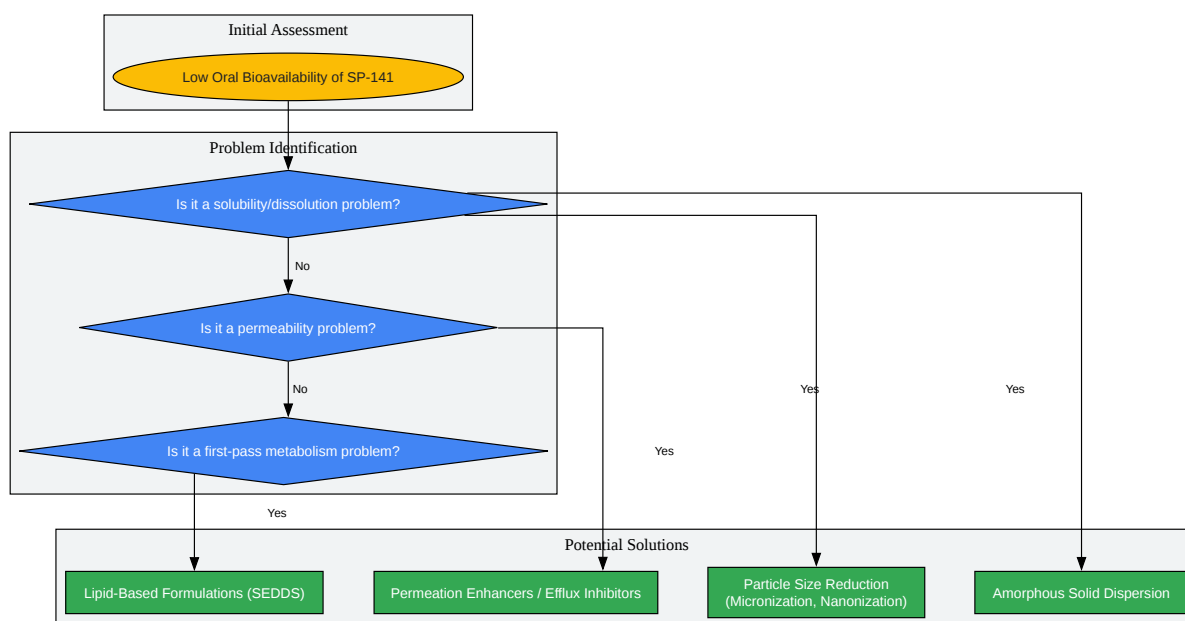 Initial Assessment
Low Oral Bioavailability of SP-141
Problem Identification
Is it a solubility/dissolution problem?
No
Is it a permeability problem?
No
Yes
Yes
Is it a first-pass metabolism problem?
Yes
Yes
Potential Solutions
Lipid-Based Formulations (SEDDS)
Permeation Enhancers / Efflux Inhibitors
Particle Size Reduction
(Micronization, Nanonization)
Amorphous Solid Dispersion